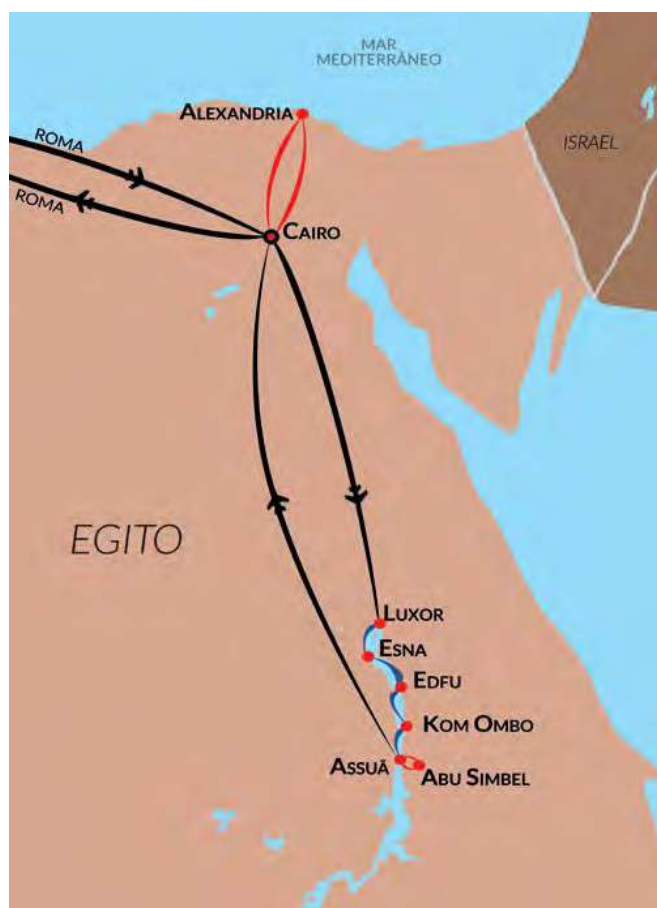 MAR
MEDITERRÂNEO
ALEXANDRIA
ROMA
ISRAEL
ROMA
CAIRO
EGITO
LUXOR
ESNA
EDFU
KOM OMBO
ASSUÃ
ABU SIMBEL